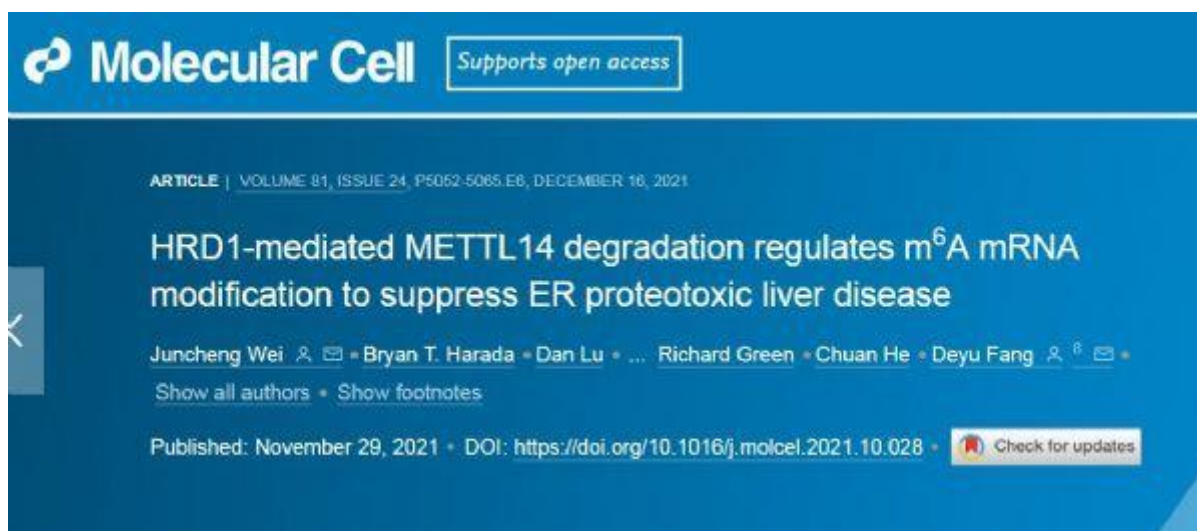 Molecular Cell Supports open access
ARTICLE | VOLUME 81, ISSUE 24, P5052-5065.E6, DECEMBER 16, 2021
HRD1-mediated METTL14 degradation regulates m⁶A mRNA
modification to suppress ER proteotoxic liver disease
Juncheng Wei • Bryan T. Harada • Dan Lu • ... Richard Green • Chuan He • Deyu Fang ⁸ •
Show all authors • Show footnotes
Published: November 29, 2021 • DOI: https://doi.org/10.1016/j.molcel.2021.10.028 • Check for updates